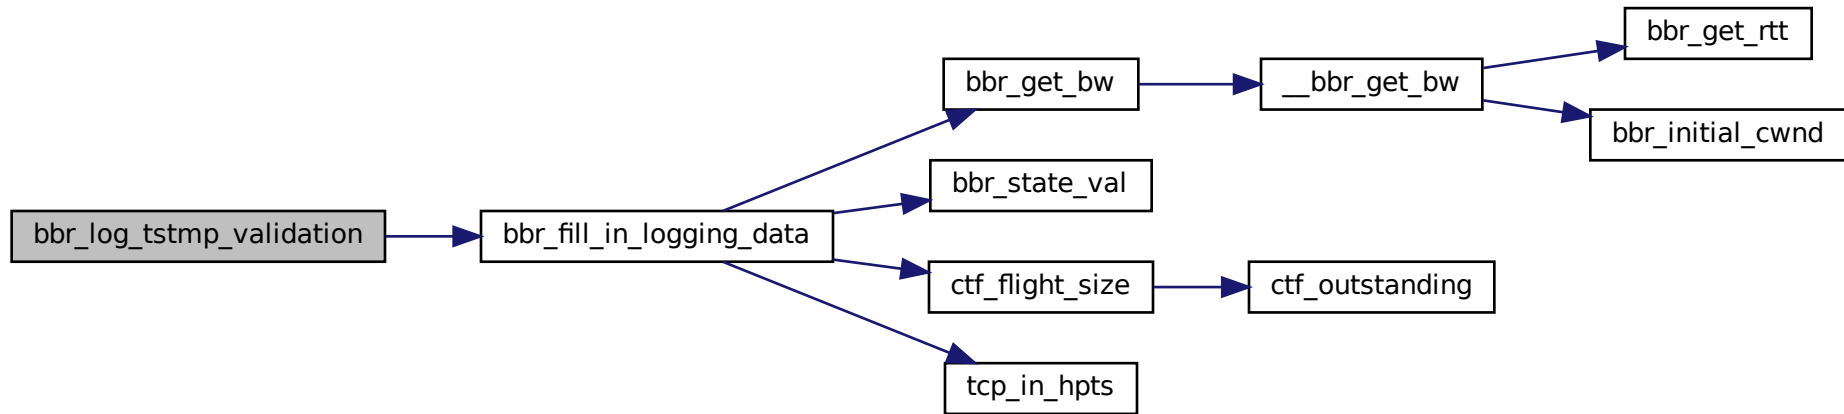 bbr_get_rtt
bbr_get_bw
__bbr_get_bw
bbr_initial_cwnd
bbr_state_val
bbr_log_tstmp_validation
bbr_fill_in_logging_data
ctf_flight_size
ctf_outstanding
tcp_in_hpts